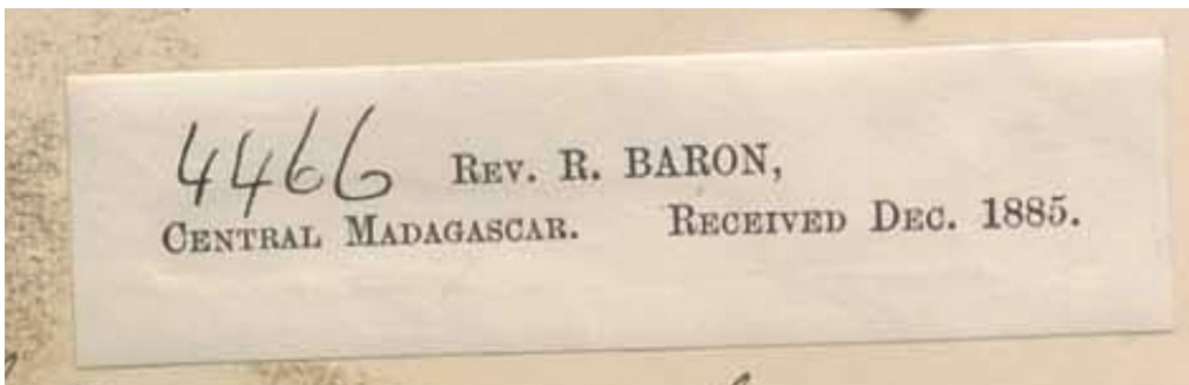 4466 REV. R. BARON,
CENTRAL MADAGASCAR. RECEIVED DEC. 1885.